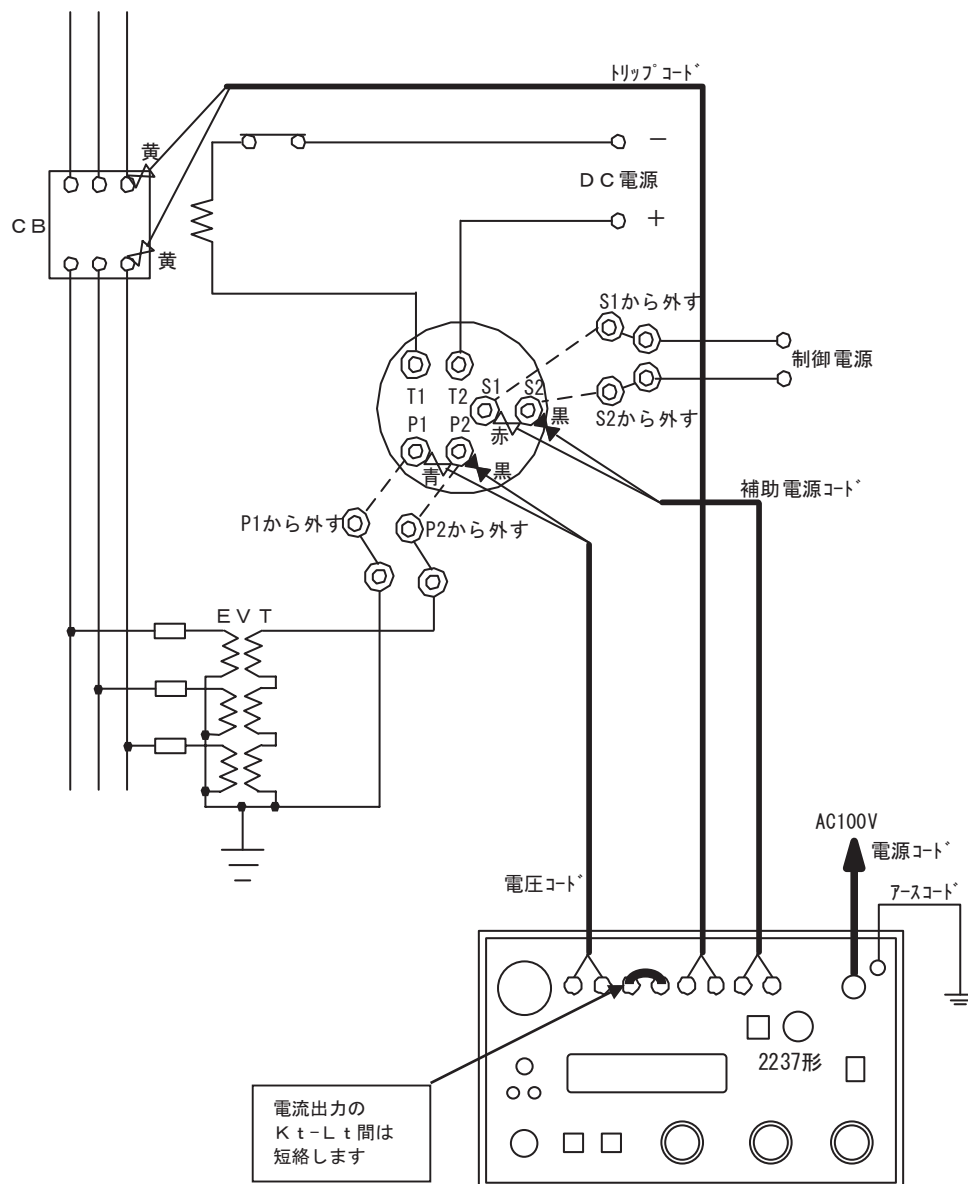 トリップコード
黄
－
DC電源
CB
＋
黄
S1から外す
制御電源
T1
T2
S1
S2
S2から外す
P1
P2
黒
赤
青
黒
補助電源コード
P1から外す
P2から外す
EVT
AC100V
電源コード
電圧コード
アースコード
2237形
電流出力の
Kt-Lt間は
短絡します